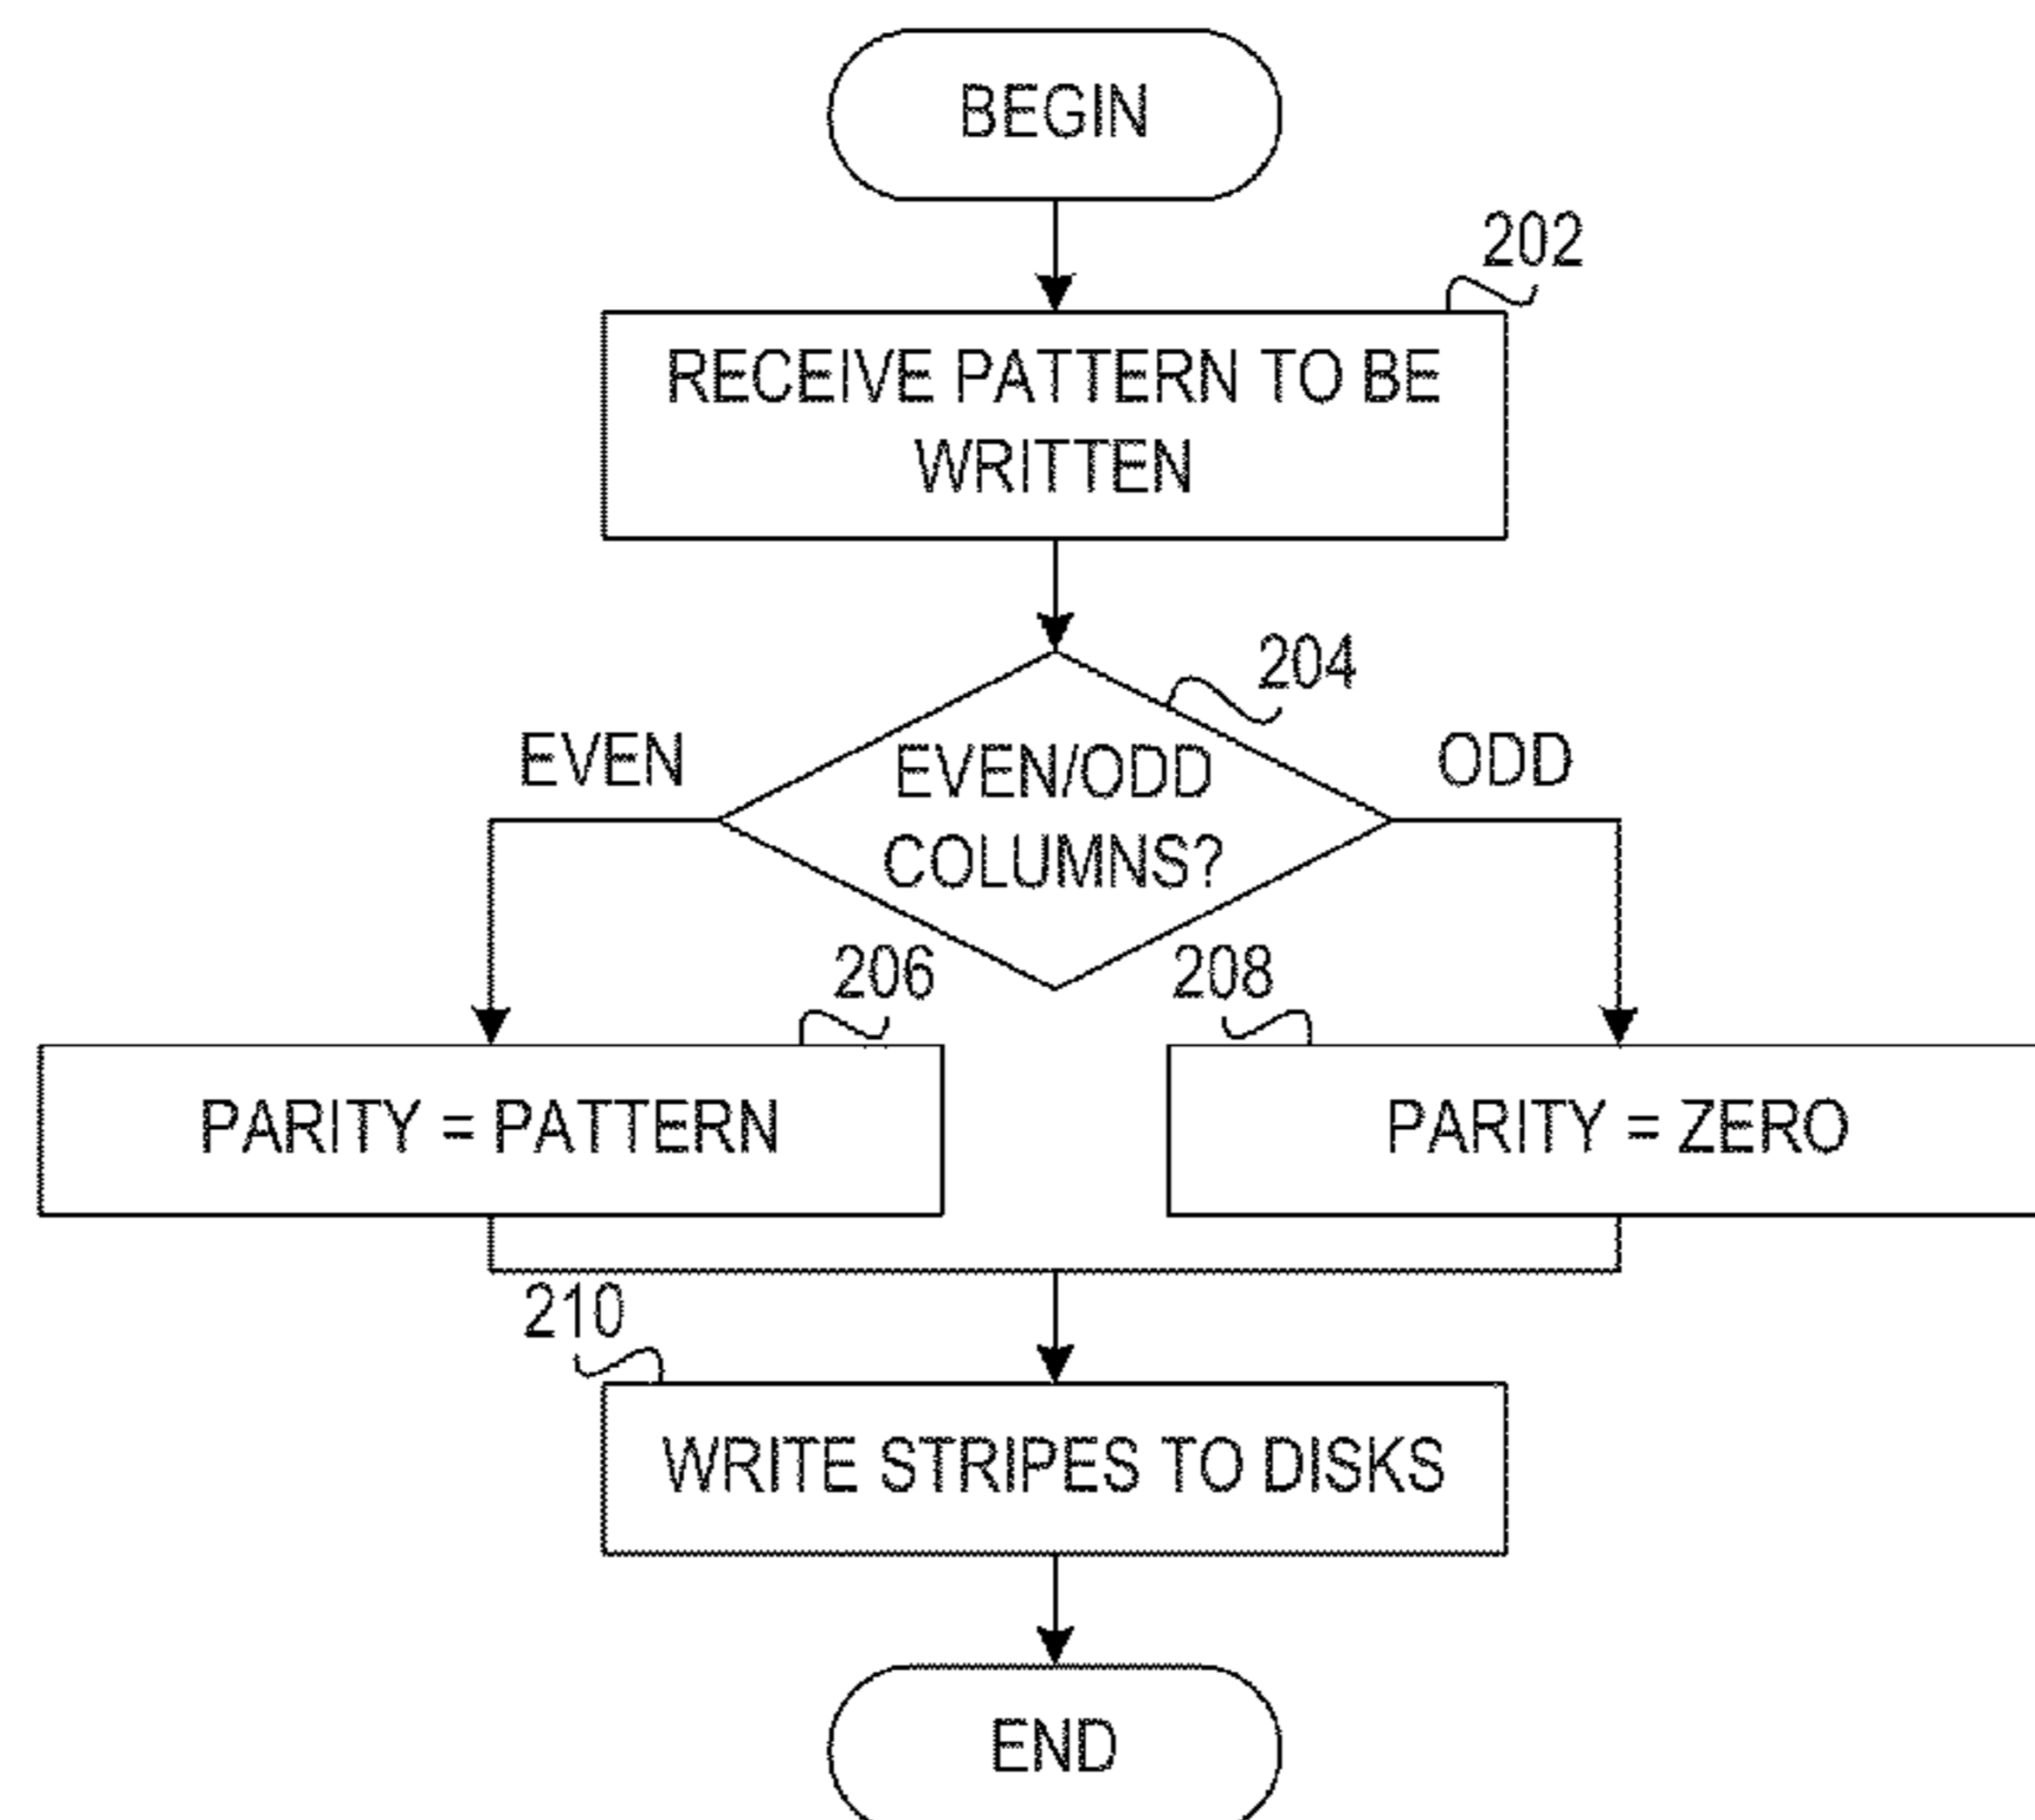 BEGIN
202
RECEIVE PATTERN TO BE
WRITTEN
204
EVEN
EVEN/ODD
COLUMNS?
ODD
206
208
PARITY = PATTERN
PARITY = ZERO
210
WRITE STRIPES TO DISKS
END